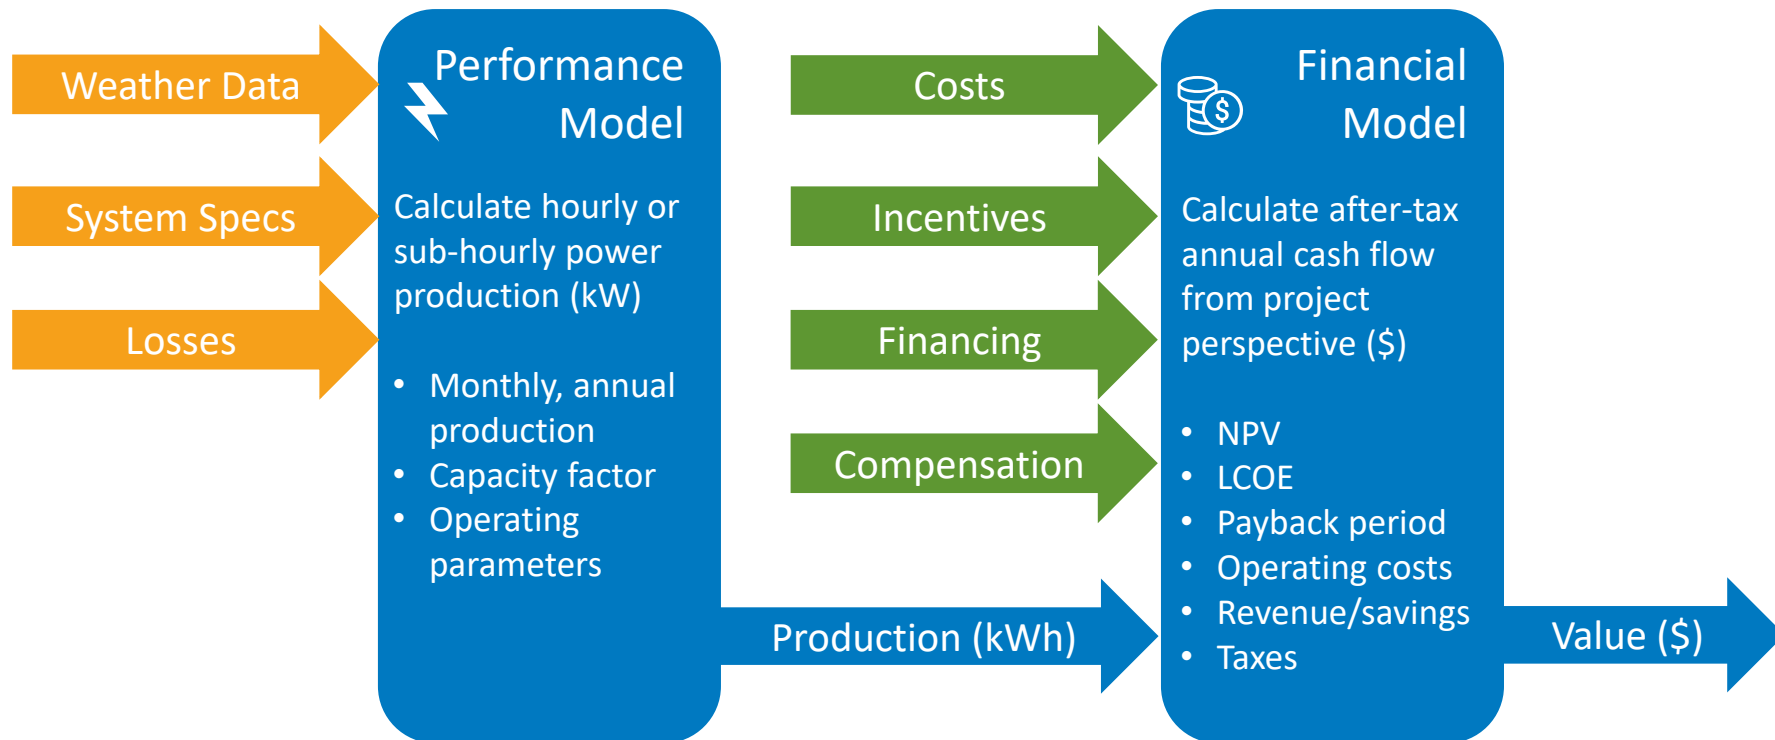 Weather Data
System Specs
Losses
Performance
Model
Calculate hourly or
sub-hourly power
production (kW)
• Monthly, annual
production
• Capacity factor
• Operating
parameters
Production (kWh)
Costs
Incentives
Financing
Compensation
Financial
Model
$
Calculate after-tax
annual cash flow
from project
perspective ($)
• NPV
• LCOE
• Payback period
• Operating costs
• Revenue/savings
• Taxes
Value ($)